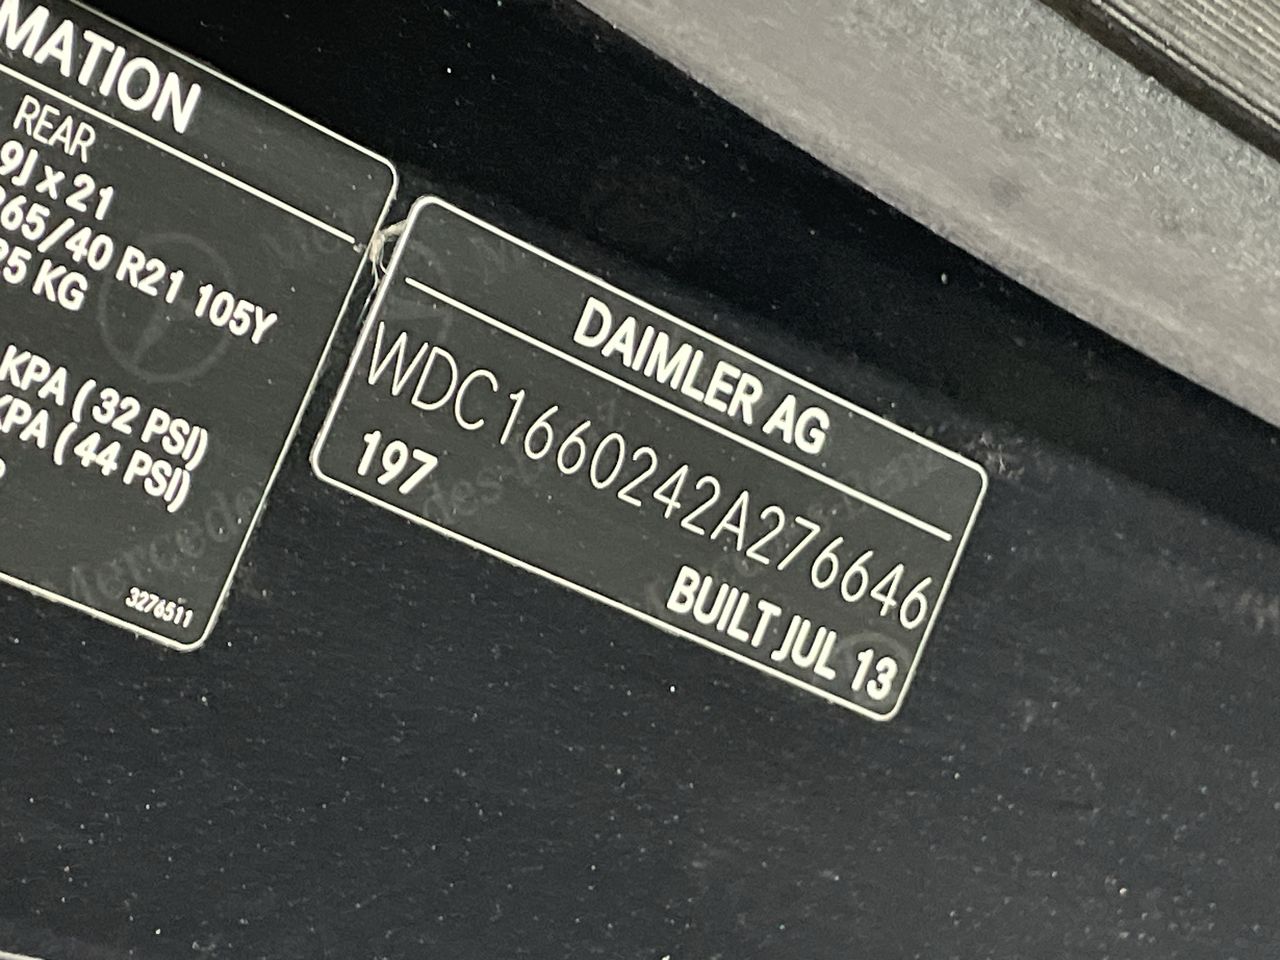 MATION
REAR
9J x 21
265/40 R21 105Y
25 KG
KPA ( 32 PSI)
KPA ( 44 PSI)
3276511
DAIMLER AG
WDC1660242A276646
197
BUILT JUL 13